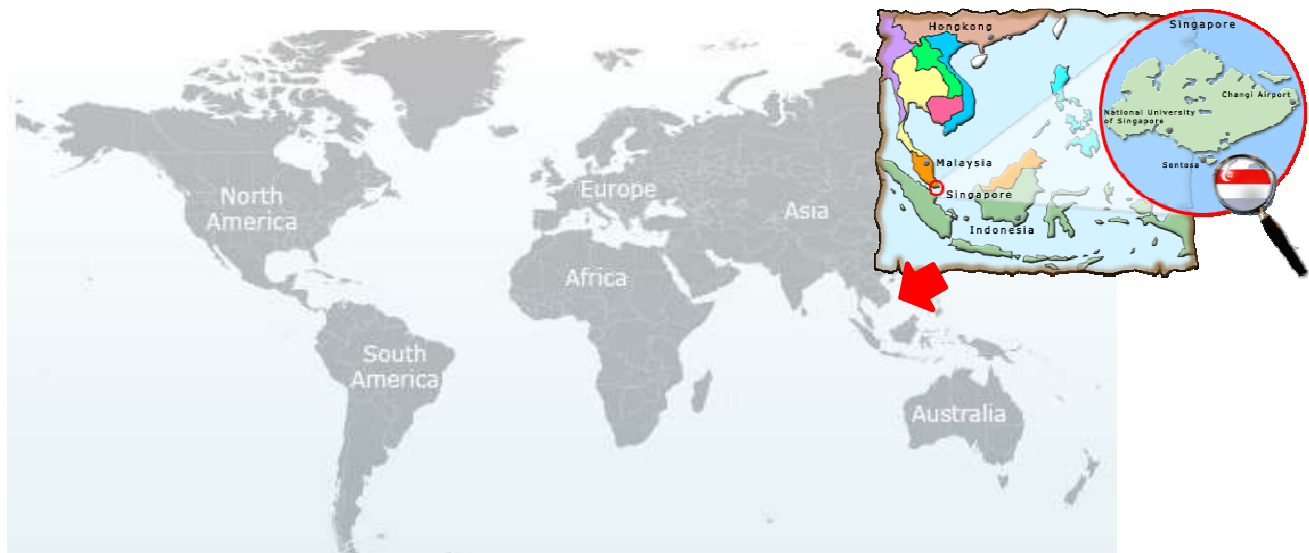 Hongkong
Singapore
Changi Airport
National University
of Singapore
Sentosa
Malaysia
Singapore
Indonesia
North
America
Europe
Asia
Africa
South
America
Australia